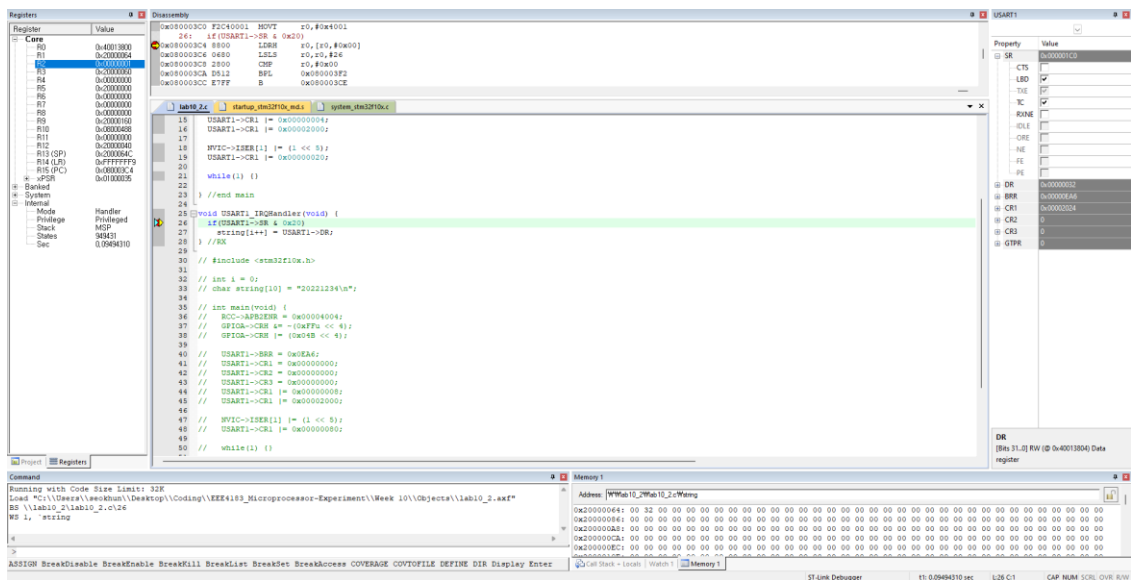 Registers
Register Value
Core
R0 0x40013800
R1 0x20000064
R2 0x00000001
R3 0x20000060
R4 0x00000000
R5 0x20000000
R6 0x00000000
R7 0x00000000
R8 0x00000000
R9 0x20000160
R10 0x08000488
R11 0x00000000
R12 0x20000040
R13 (SP) 0x2000064C
R14 (LR) 0xFFFFFFF9
R15 (PC) 0x080003C4
xPSR 0x01000035
Banked
System
Internal
Mode Handler
Privilege Privileged
Stack MSP
States 949431
Sec 0,09494310
Project Registers
Disassembly
0x080003C0 F2C40001 MOVT r0,#0x4001
26: if(USART1->SR & 0x20)
0x080003C4 8800 LDRH r0,[r0,#0x00]
0x080003C6 0680 LSLS r0,r0,#26
0x080003C8 2800 CMP r0,#0x00
0x080003CA D512 BPL 0x080003F2
0x080003CC E7FF B 0x080003CE
lab10_2.c startup_stm32f10x_md.s system_stm32f10x.c
15 USART1->CR1 |= 0x00000004;
16 USART1->CR1 |= 0x00002000;
17
18 NVIC->ISER[1] |= (1 << 5);
19 USART1->CR1 |= 0x00000020;
20
21 while(1) {}
22
23 } //end main
24
25 void USART1_IRQHandler(void) {
26 if(USART1->SR & 0x20)
27 string[i++] = USART1->DR;
28 } //RX
29
30 // #include <stm32f10x.h>
31
32 // int i = 0;
33 // char string[10] = "20221234\n";
34
35 // int main(void) {
36 // RCC->APB2ENR = 0x00004004;
37 // GPIOA->CRH &= ~(0xFFu << 4);
38 // GPIOA->CRH |= (0x04B << 4);
39
40 // USART1->BRR = 0x0EA6;
41 // USART1->CR1 = 0x00000000;
42 // USART1->CR2 = 0x00000000;
43 // USART1->CR3 = 0x00000000;
44 // USART1->CR1 |= 0x00000008;
45 // USART1->CR1 |= 0x00002000;
46
47 // NVIC->ISER[1] |= (1 << 5);
48 // USART1->CR1 |= 0x00000080;
49
50 // while(1) {}
USART1
Property Value
SR 0x000001C0
CTS
LBD
TXE
TC
RXNE
IDLE
ORE
NE
FE
PE
DR 0x00000032
BRR 0x00000EA6
CR1 0x00002024
CR2 0
CR3 0
GTPR 0
DR
[Bits 31..0] RW (@ 0x40013804) Data
register
Command
Running with Code Size Limit: 32K
Load "C:\\Users\\seokhun\\Desktop\\Coding\\EEE4183_Microprocessor-Experiment\\Week 10\\Objects\\lab10_2.axf"
BS \\lab10_2\lab10_2.c\26
WS 1, `string
>
ASSIGN BreakDisable BreakEnable BreakKill BreakList BreakSet BreakAccess COVERAGE COVTOFILE DEFINE DIR Display Enter
Memory 1
Address: ₩₩lab10_2₩lab10_2.c₩string
0x20000064: 00 32 00 00 00 00 00 00 00 00 00 00 00 00 00 00 00 00 00 00 00 00 00 00 00 00 00 00 00 00 00 00 00 00
0x20000086: 00 00 00 00 00 00 00 00 00 00 00 00 00 00 00 00 00 00 00 00 00 00 00 00 00 00 00 00 00 00 00 00 00 00
0x200000A8: 00 00 00 00 00 00 00 00 00 00 00 00 00 00 00 00 00 00 00 00 00 00 00 00 00 00 00 00 00 00 00 00 00 00
0x200000CA: 00 00 00 00 00 00 00 00 00 00 00 00 00 00 00 00 00 00 00 00 00 00 00 00 00 00 00 00 00 00 00 00 00 00
0x200000EC: 00 00 00 00 00 00 00 00 00 00 00 00 00 00 00 00 00 00 00 00 00 00 00 00 00 00 00 00 00 00 00 00 00 00
Call Stack + Locals Watch 1 Memory 1
ST-Link Debugger t1: 0.09494310 sec L:26 C:1 CAP NUM SCRL OVR R/W